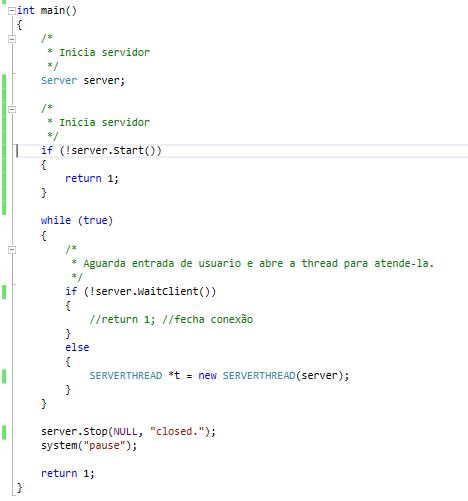 int main()
{
    /*
     * Inicia servidor
     */
    Server server;

    /*
     * Inicia servidor
     */
    if (!server.Start())
    {
        return 1;
    }

    while (true)
    {
        /*
         * Aguarda entrada de usuario e abre a thread para atende-la.
         */
        if (!server.WaitClient())
        {
            //return 1; //fecha conexão
        }
        else
        {
            SERVERTHREAD *t = new SERVERTHREAD(server);
        }
    }

    server.Stop(NULL, "closed.");
    system("pause");

    return 1;
}